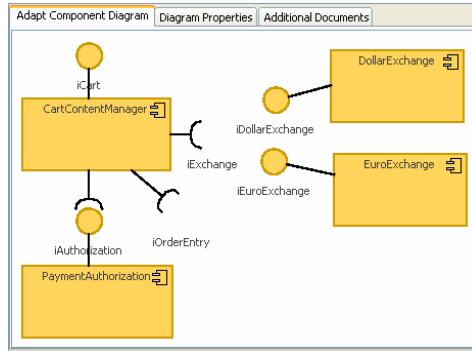 Adapt Component Diagram
Diagram Properties
Additional Documents
iCart
CartContentManager
iExchange
iAuthorization
iOrderEntry
PaymentAuthorization
DollarExchange
iDollarExchange
EuroExchange
iEuroExchange